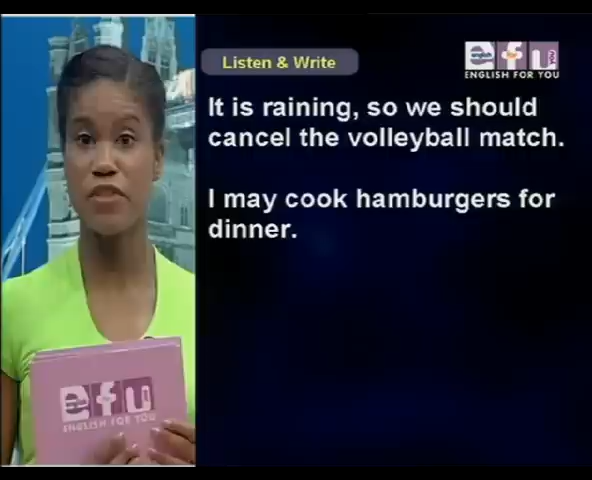 Listen & Write
efu
ENGLISH FOR YOU
It is raining, so we should
cancel the volleyball match.
I may cook hamburgers for
dinner.
efu
ENGLISH FOR YOU